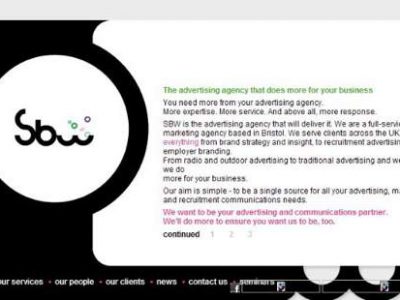 Sbw
The advertising agency that does more for your business
You need more from your advertising agency.
More expertise. More service. And above all, more response.
SBW is the advertising agency that will deliver it. We are a full-service
marketing agency based in Bristol. We serve clients across the UK
everything from brand strategy and insight, to recruitment advertising
employer branding.
From radio and outdoor advertising to traditional advertising and we
we do
more for your business.
Our aim is simple - to be a single source for all your advertising, ma
and recruitment communications needs.
We want to be your advertising and communications partner.
We'll do more to ensure you want us to be, too.
continued 1 2 3
our services • our people • our clients • news • contact us • seminars